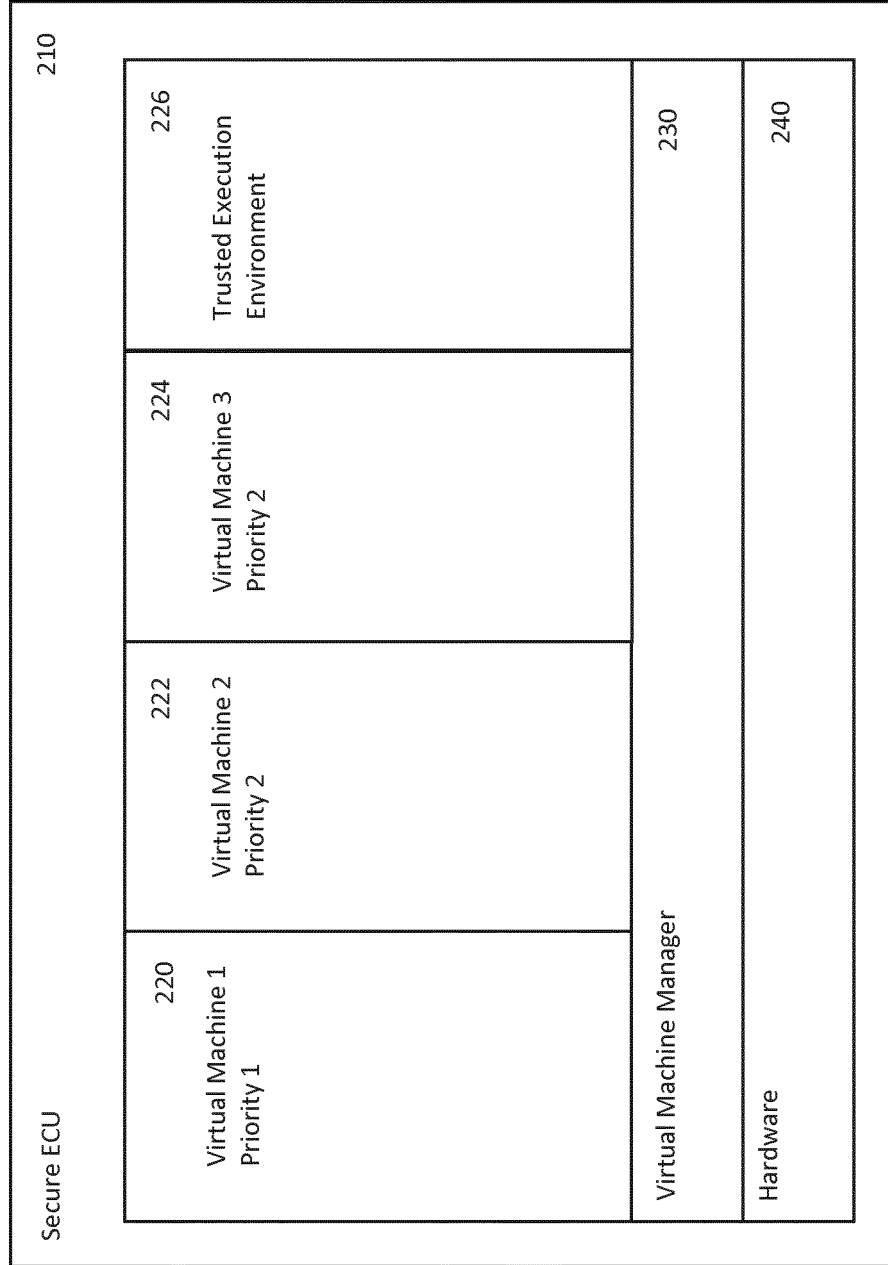 Secure ECU 210
220
Virtual Machine 1
Priority 1
222
Virtual Machine 2
Priority 2
224
Virtual Machine 3
Priority 2
226
Trusted Execution
Environment
Virtual Machine Manager 230
Hardware 240